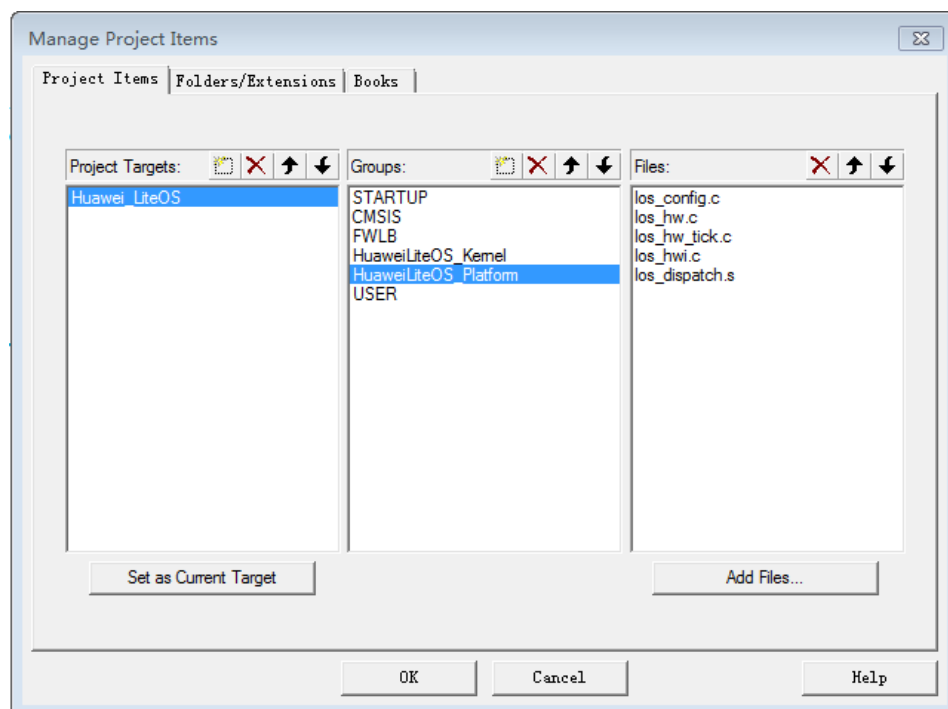 Manage Project Items
Project Items Folders/Extensions Books
Project Targets: Groups: Files:
Huawei_LiteOS
STARTUP
CMSIS
FWLB
HuaweiLiteOS_Kernel
HuaweiLiteOS_Platform
USER
los_config.c
los_hw.c
los_hw_tick.c
los_hwi.c
los_dispatch.s
Set as Current Target Add Files...
OK Cancel Help